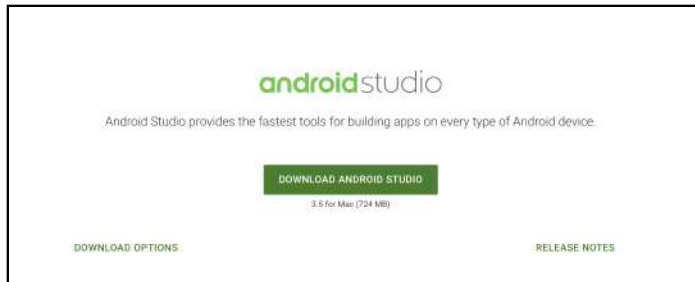 androidstudio
Android Studio provides the fastest tools for building apps on every type of Android device.
DOWNLOAD ANDROID STUDIO
3.5 for Mac (724 MB)
DOWNLOAD OPTIONS
RELEASE NOTES